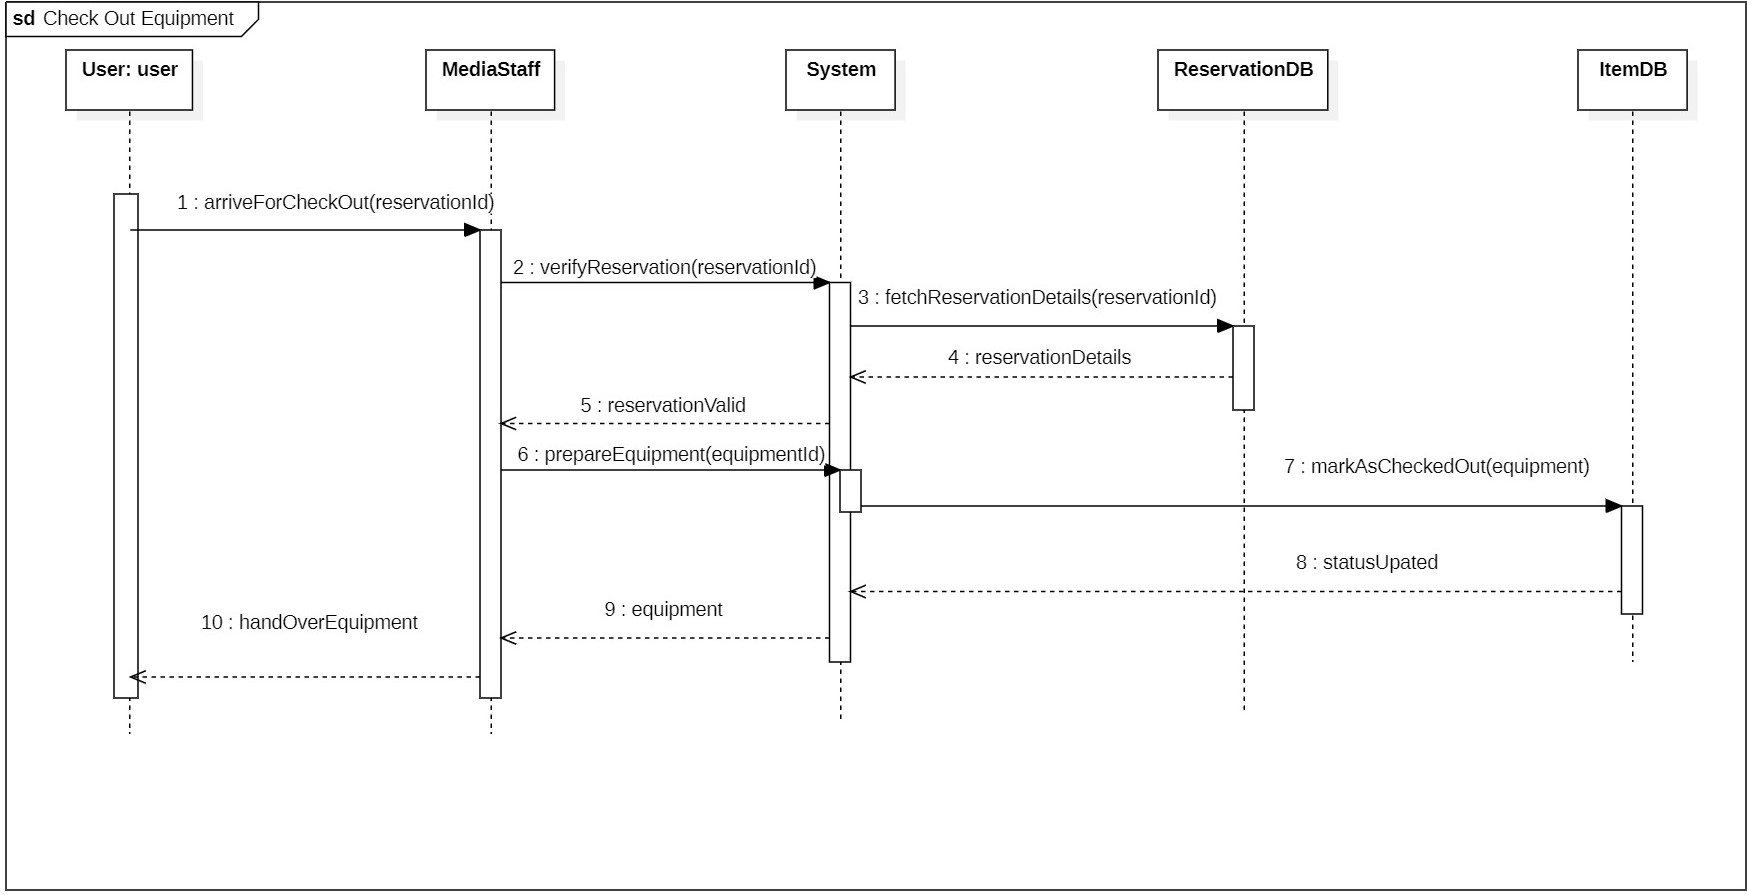 sd Check Out Equipment
User: user
MediaStaff
System
ReservationDB
ItemDB
1 : arriveForCheckOut(reservationId)
2 : verifyReservation(reservationId)
3 : fetchReservationDetails(reservationId)
4 : reservationDetails
5 : reservationValid
6 : prepareEquipment(equipmentId)
7 : markAsCheckedOut(equipment)
8 : statusUpated
9 : equipment
10 : handOverEquipment